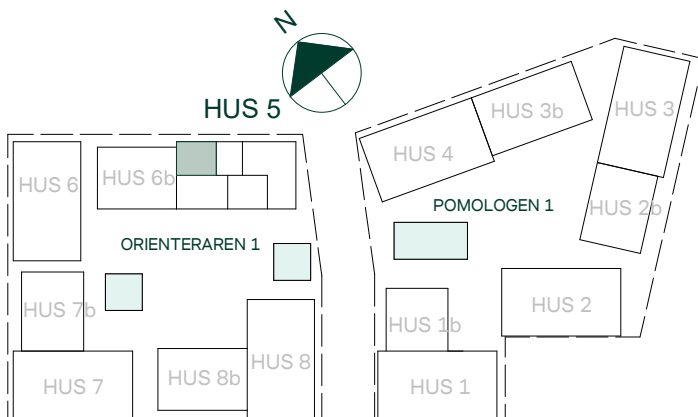 N
HUS 5
HUS 3b
HUS 3
HUS 4
HUS 6
HUS 6b
HUS 2b
POMOLOGEN 1
ORIENTERAREN 1
HUS 7b
HUS 2
HUS 1b
HUS 8
HUS 8b
HUS 7
HUS 1